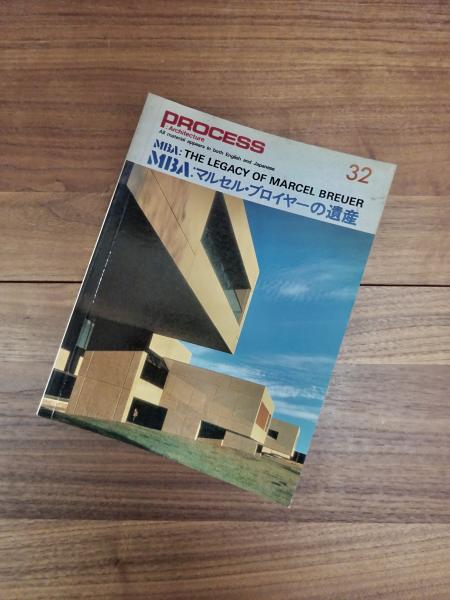 PROCESS
: Architecture
All material appears in both English and Japanese
32
MBA: THE LEGACY OF MARCEL BREUER
MBA:マルセル・ブロイヤーの遺産